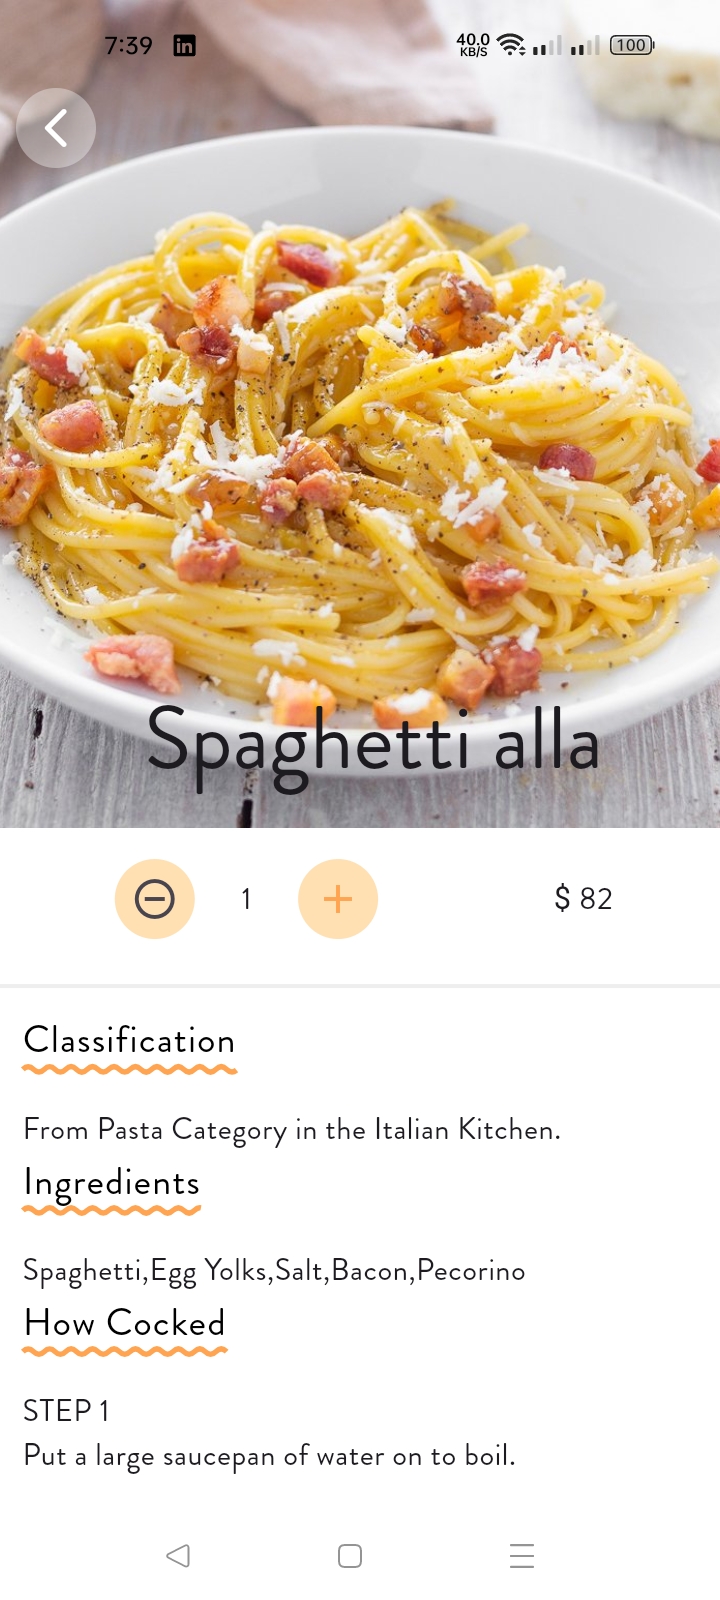 7:39 in 40.0 KB/S 100
Spaghetti alla
1 $ 82
Classification
From Pasta Category in the Italian Kitchen.
Ingredients
Spaghetti,Egg Yolks,Salt,Bacon,Pecorino
How Cocked
STEP 1
Put a large saucepan of water on to boil.